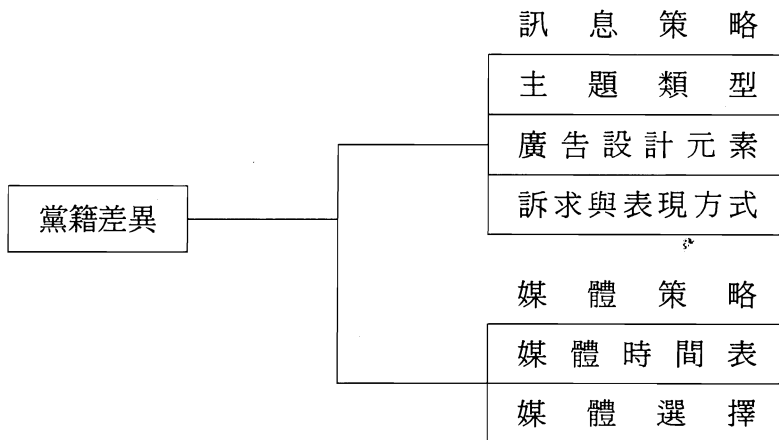 訊息策略
主題類型
廣告設計元素
黨籍差異
訴求與表現方式
媒體策略
媒體時間表
媒體選擇